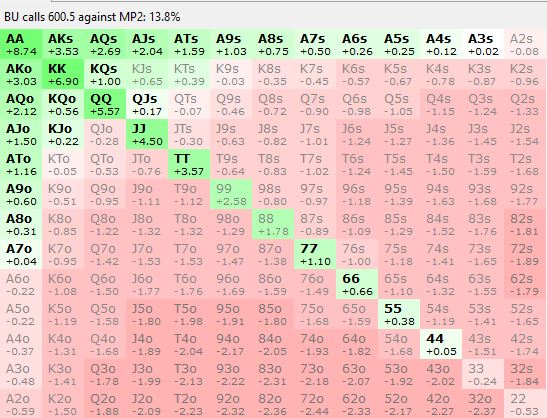 BU calls 600.5 against MP2: 13.8%
AA AKs AQs AJs ATs A9s A8s A7s A6s A5s A4s A3s A2s
+8.74 +3.53 +2.69 +2.04 +1.59 +1.03 +0.75 +0.50 +0.26 +0.25 +0.12 +0.02 -0.08
AKo KK KQs KJs KTs K9s K8s K7s K6s K5s K4s K3s K2s
+3.03 +6.90 +1.00 +0.65 +0.39 -0.03 -0.35 -0.45 -0.57 -0.67 -0.78 -0.87 -0.96
AQo KQo QQ QJs QTs Q9s Q8s Q7s Q6s Q5s Q4s Q3s Q2s
+2.12 +0.56 +5.57 +0.17 -0.07 -0.46 -0.72 -0.90 -0.98 -1.05 -1.15 -1.24 -1.33
AJo KJo QJo JJ JTs J9s J8s J7s J6s J5s J4s J3s J2s
+1.50 +0.22 -0.28 +4.50 -0.30 -0.63 -0.82 -1.01 -1.24 -1.27 -1.36 -1.45 -1.54
ATo KTo QTo JTo TT T9s T8s T7s T6s T5s T4s T3s T2s
+1.16 -0.05 -0.53 -0.76 +3.57 -0.64 -0.83 -1.02 -1.24 -1.45 -1.50 -1.59 -1.68
A9o K9o Q9o J9o T9o 99 98s 97s 96s 95s 94s 93s 92s
+0.60 -0.51 -0.95 -1.11 -1.12 +2.58 -0.80 -0.97 -1.18 -1.39 -1.63 -1.68 -1.77
A8o K8o Q8o J8o T8o 98o 88 87s 86s 85s 84s 83s 82s
+0.31 -0.85 -1.22 -1.32 -1.32 -1.29 +1.78 -0.89 -1.09 -1.29 -1.52 -1.76 -1.81
A7o K7o Q7o J7o T7o 97o 87o 77 76s 75s 74s 73s 72s
+0.04 -0.95 -1.42 -1.53 -1.53 -1.47 -1.38 +1.10 -1.00 -1.18 -1.41 -1.65 -1.89
A6o K6o Q6o J6o T6o 96o 86o 76o 66 65s 64s 63s 62s
-0.22 -1.08 -1.50 -1.77 -1.76 -1.69 -1.59 -1.49 +0.66 -1.10 -1.32 -1.55 -1.79
A5o K5o Q5o J5o T5o 95o 85o 75o 65o 55 54s 53s 52s
-0.22 -1.19 -1.58 -1.80 -1.98 -1.91 -1.80 -1.68 -1.59 +0.38 -1.19 -1.41 -1.65
A4o K4o Q4o J4o T4o 94o 84o 74o 64o 54o 44 43s 42s
-0.37 -1.31 -1.68 -1.89 -2.04 -2.17 -2.05 -1.93 -1.82 -1.68 +0.05 -1.51 -1.74
A3o K3o Q3o J3o T3o 93o 83o 73o 63o 53o 43o 33 32s
-0.48 -1.41 -1.78 -1.99 -2.13 -2.22 -2.31 -2.18 -2.07 -1.92 -2.02 -0.24 -1.84
A2o K2o Q2o J2o T2o 92o 82o 72o 62o 52o 42o 32o 22
-0.59 -1.50 -1.88 -2.09 -2.23 -2.32 -2.36 -2.44 -2.33 -2.17 -2.27 -2.37 -0.53